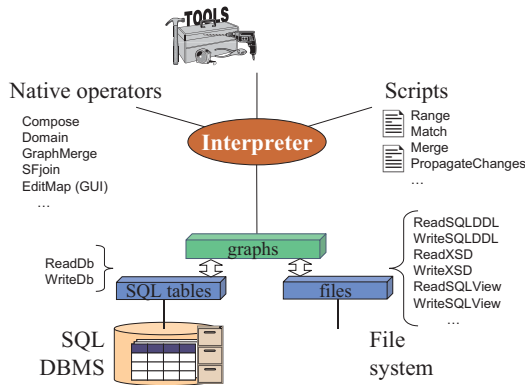 TOOLS
Native operators
Compose
Domain
GraphMerge
SFjoin
EditMap (GUI)
...
Interpreter
Scripts
Range
Match
Merge
PropagateChanges
...
graphs
ReadDb
WriteDb
SQL tables
files
ReadSQLDDL
WriteSQLDDL
ReadXSD
WriteXSD
ReadSQLView
WriteSQLView
...
SQL
DBMS
File
system